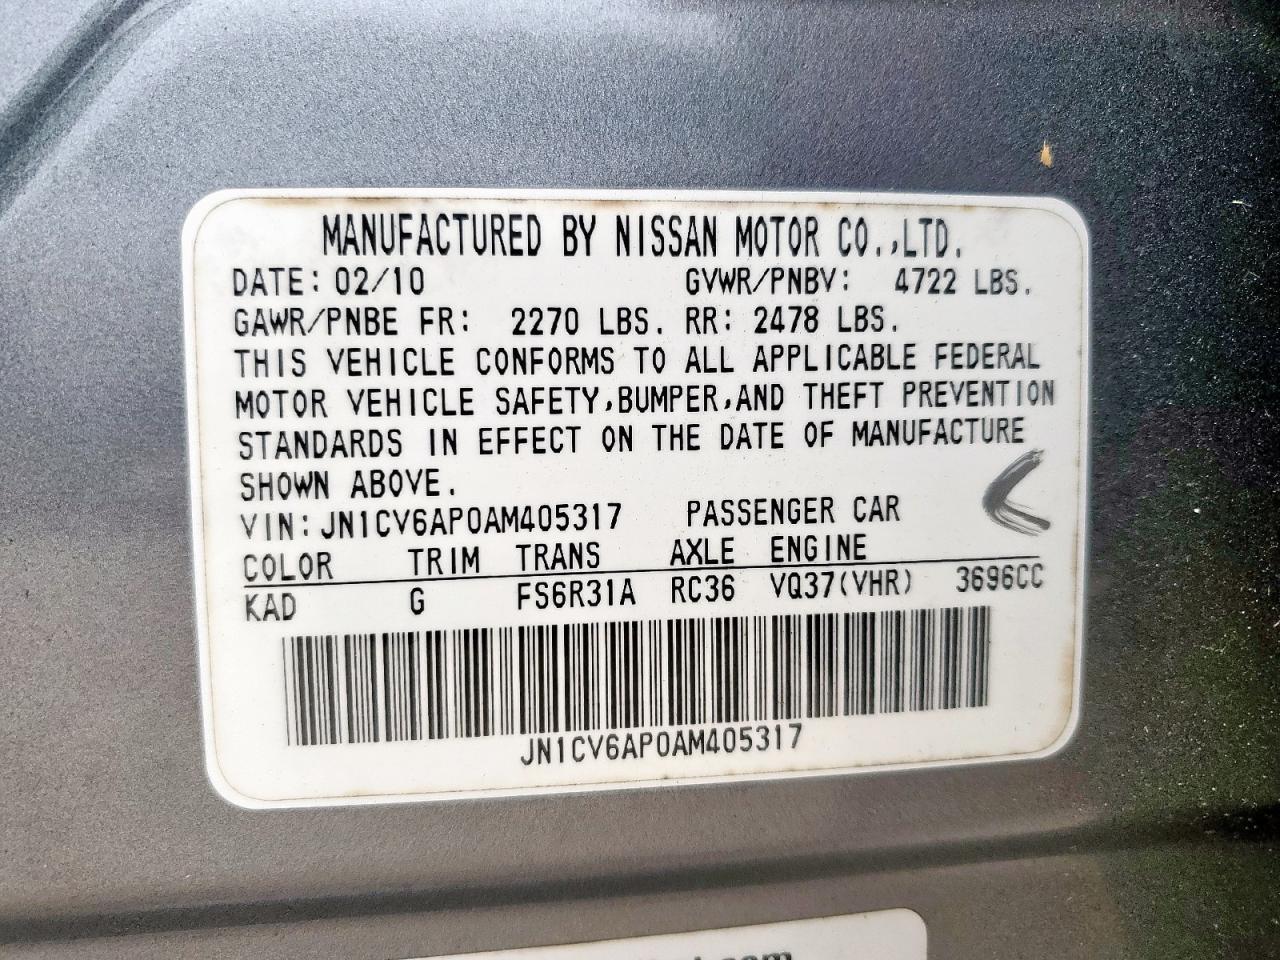 MANUFACTURED BY NISSAN MOTOR CO.,LTD.
DATE: 02/10 GVWR/PNBV: 4722 LBS.
GAWR/PNBE FR: 2270 LBS. RR: 2478 LBS.
THIS VEHICLE CONFORMS TO ALL APPLICABLE FEDERAL
MOTOR VEHICLE SAFETY,BUMPER,AND THEFT PREVENTION
STANDARDS IN EFFECT ON THE DATE OF MANUFACTURE
SHOWN ABOVE.
VIN: JN1CV6AP0AM405317 PASSENGER CAR
COLOR TRIM TRANS AXLE ENGINE
KAD G FS6R31A RC36 VQ37(VHR) 3696CC
JN1CV6AP0AM405317